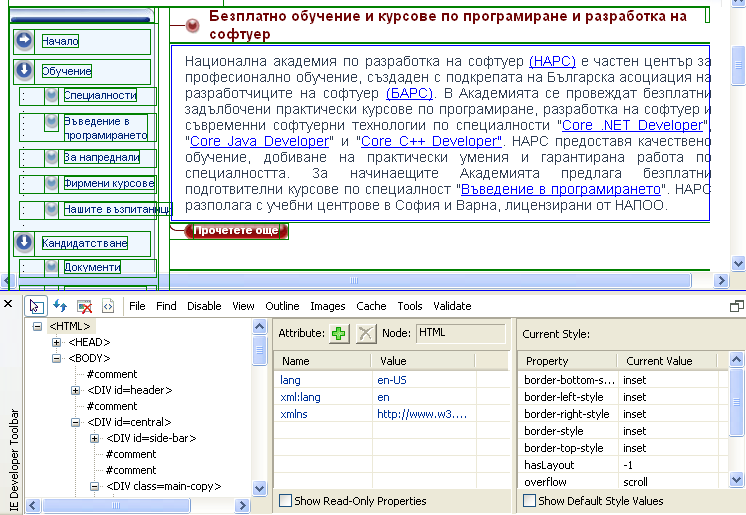 Безплатно обучение и курсове по програмиране и разработка на
софтуер
Начало
Обучение
Специалности
Въведение в
програмирането
За напреднали
Фирмени курсове
Нашите възпитаници
Кандидатстване
Документи
Национална академия по разработка на софтуер (НАРС) е частен център за
професионално обучение, създаден с подкрепата на Българска асоциация на
разработчиците на софтуер (БАРС). В Академията се провеждат безплатни
задълбочени практически курсове по програмиране, разработка на софтуер и
съвременни софтуерни технологии по специалности "Core .NET Developer",
"Core Java Developer" и "Core C++ Developer". НАРС предоставя качествено
обучение, добиване на практически умения и гарантирана работа по
специалността. За начинаещите Академията предлага безплатни
подготвителни курсове по специалност "Въведение в програмирането". НАРС
разполага с учебни центрове в София и Варна, лицензирани от НАПОО.
Прочетете още
File Find Disable View Outline Images Cache Tools Validate
IE Developer Toolbar
<HTML>
<HEAD>
<BODY>
#comment
<DIV id=header>
#comment
<DIV id=central>
<DIV id=side-bar>
#comment
#comment
<DIV class=main-copy>
Attribute: Node: HTML
Name Value
lang en-US
xml:lang en
xmlns http://www.w3....
Show Read-Only Properties
Current Style:
Property Current Value
border-bottom-s... inset
border-left-style inset
border-right-style inset
border-style inset
border-top-style inset
hasLayout -1
overflow scroll
Show Default Style Values